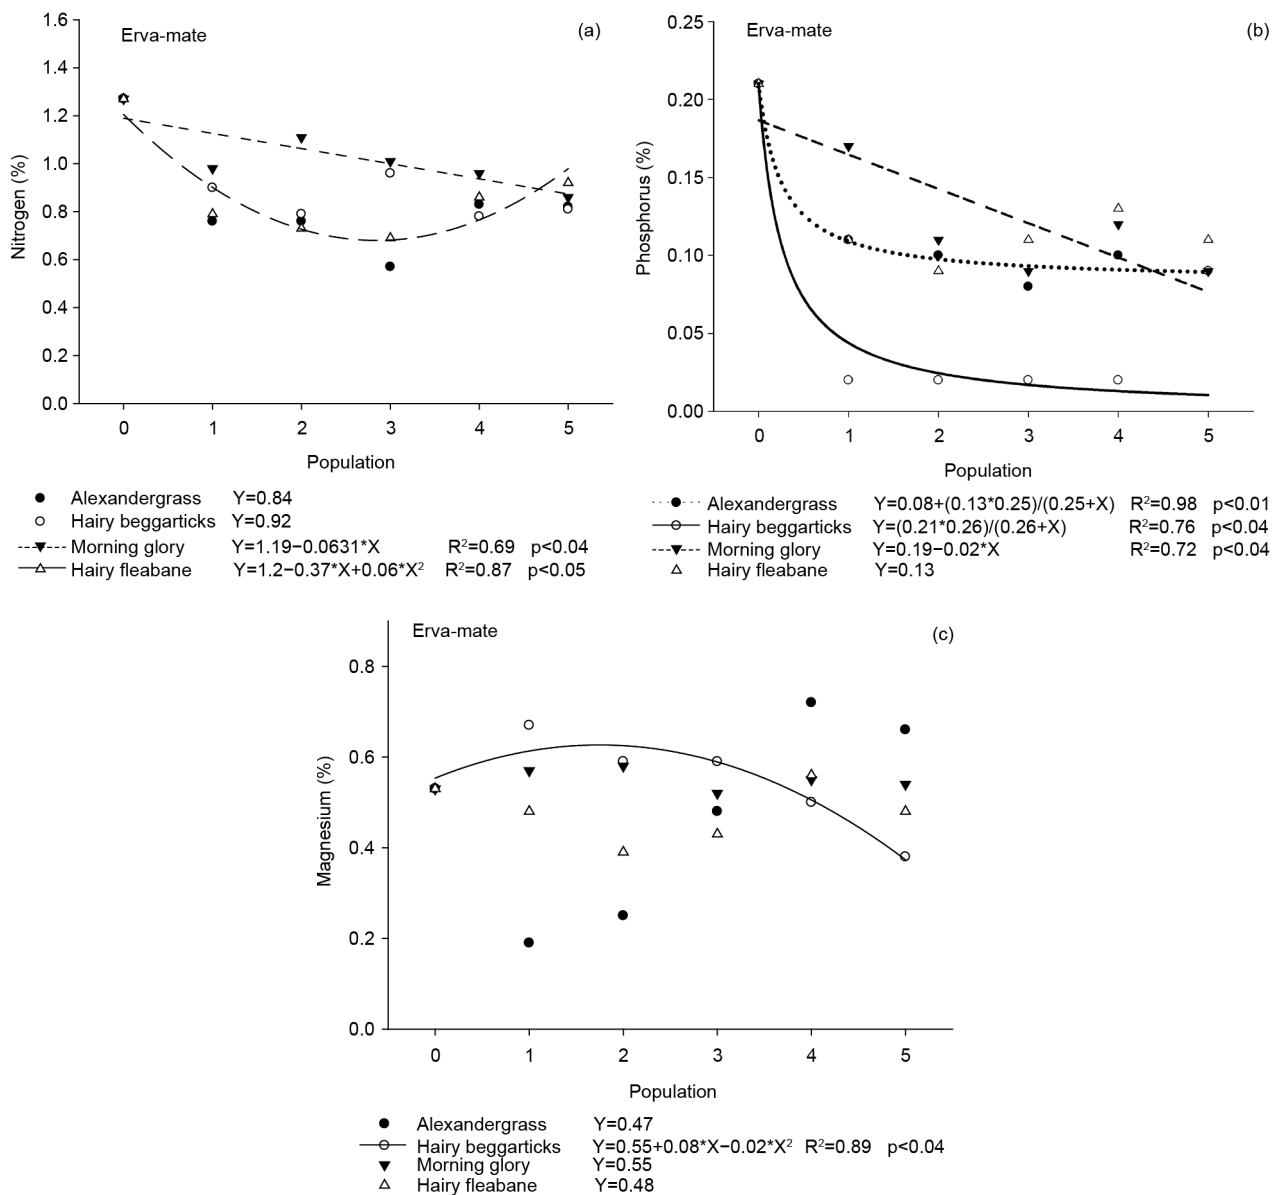 Erva-mate
(a)
1.6
1.4
1.2
1.0
0.8
0.6
0.4
0.2
0.0
Nitrogen (%)
0 1 2 3 4 5
Population
Alexandergrass Y=0.84
Hairy beggarticks Y=0.92
Morning glory Y=1.19−0.0631*X R²=0.69 p<0.04
Hairy fleabane Y=1.2−0.37*X+0.06*X² R²=0.87 p<0.05
Erva-mate
(b)
0.25
0.20
0.15
0.10
0.05
0.00
Phosphorus (%)
0 1 2 3 4 5
Population
Alexandergrass Y=0.08+(0.13*0.25)/(0.25+X) R²=0.98 p<0.01
Hairy beggarticks Y=(0.21*0.26)/(0.26+X) R²=0.76 p<0.04
Morning glory Y=0.19−0.02*X R²=0.72 p<0.04
Hairy fleabane Y=0.13
Erva-mate
(c)
0.8
0.6
0.4
0.2
0.0
Magnesium (%)
0 1 2 3 4 5
Population
Alexandergrass Y=0.47
Hairy beggarticks Y=0.55+0.08*X−0.02*X² R²=0.89 p<0.04
Morning glory Y=0.55
Hairy fleabane Y=0.48